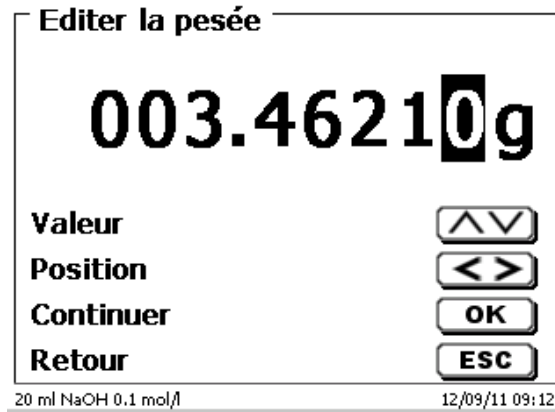 Editer la pesée
003.46210g
Valeur
Position
Continuer OK
Retour ESC
20 ml NaOH 0.1 mol/l 12/09/11 09:12